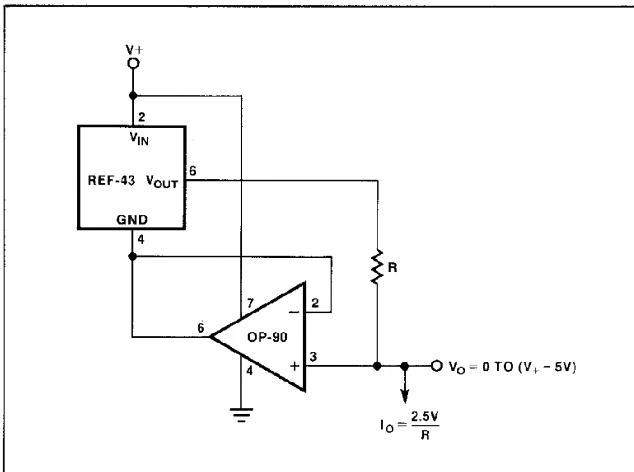 V+
2
VIN
6
REF-43 VOUT
GND
4
R
7
2
−
6
OP-90
+
3
4
VO = 0 TO (V+ − 5V)
IO = 2.5V
R